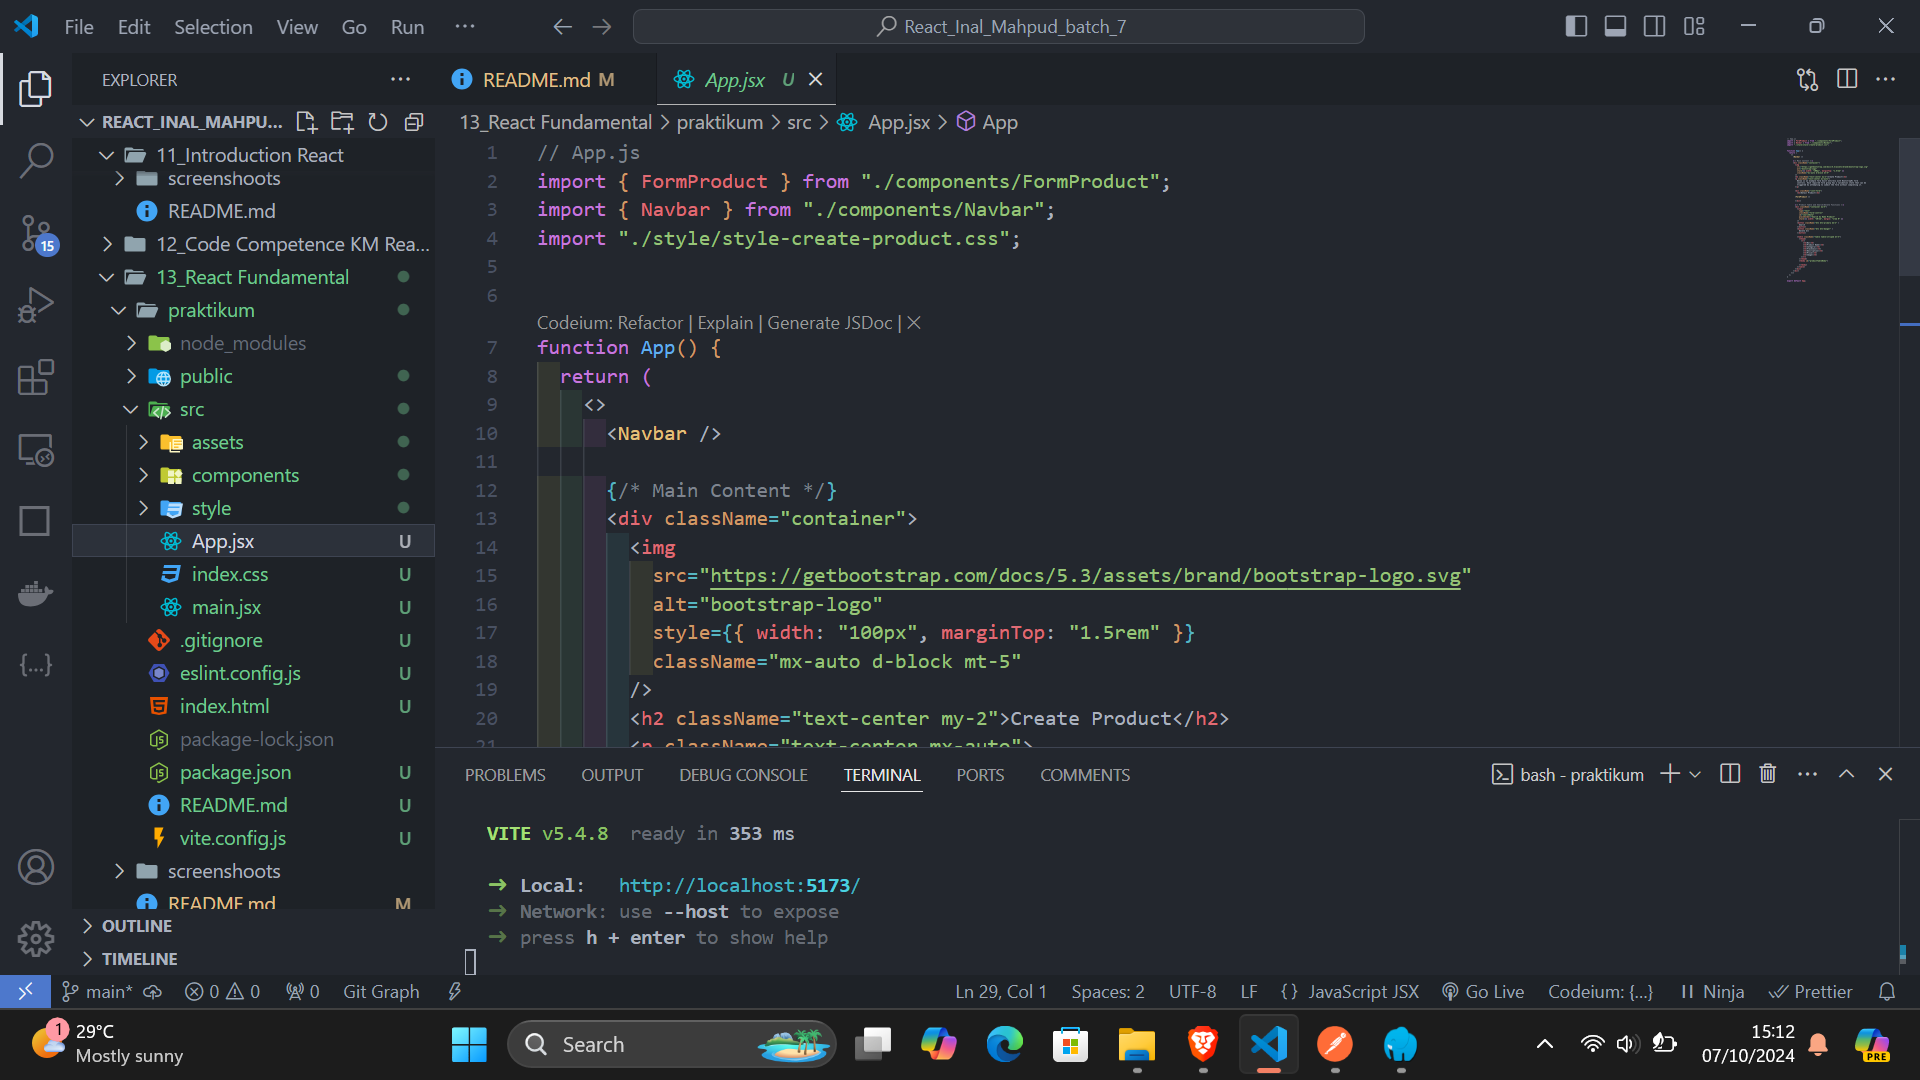 File Edit Selection View Go Run ··· React_Inal_Mahpud_batch_7
EXPLORER ···
REACT_INAL_MAHPU...
11_Introduction React
screenshoots
README.md
12_Code Competence KM Rea...
13_React Fundamental
praktikum
node_modules
public
src
assets
components
style
App.jsx U
index.css U
main.jsx U
.gitignore U
eslint.config.js U
index.html U
package-lock.json
package.json U
README.md U
vite.config.js U
screenshoots
README.md M
OUTLINE
TIMELINE
15
README.md M App.jsx U
13_React Fundamental > praktikum > src > App.jsx > App
1 // App.js
2 import { FormProduct } from "./components/FormProduct";
3 import { Navbar } from "./components/Navbar";
4 import "./style/style-create-product.css";
5
6
Codeium: Refactor | Explain | Generate JSDoc | ×
7 function App() {
8 return (
9 <>
10 <Navbar />
11
12 {/* Main Content */}
13 <div className="container">
14 <img
15 src="https://getbootstrap.com/docs/5.3/assets/brand/bootstrap-logo.svg"
16 alt="bootstrap-logo"
17 style={{ width: "100px", marginTop: "1.5rem" }}
18 className="mx-auto d-block mt-5"
19 />
20 <h2 className="text-center my-2">Create Product</h2>
21 <p className="text-center mx-auto">
PROBLEMS OUTPUT DEBUG CONSOLE TERMINAL PORTS COMMENTS bash - praktikum
VITE v5.4.8 ready in 353 ms
➜ Local: http://localhost:5173/
➜ Network: use --host to expose
➜ press h + enter to show help
main* 0 0 0 Git Graph Ln 29, Col 1 Spaces: 2 UTF-8 LF {} JavaScript JSX Go Live Codeium: {...} Ninja Prettier
1 29°C
Mostly sunny
Search
15:12
07/10/2024
PRE